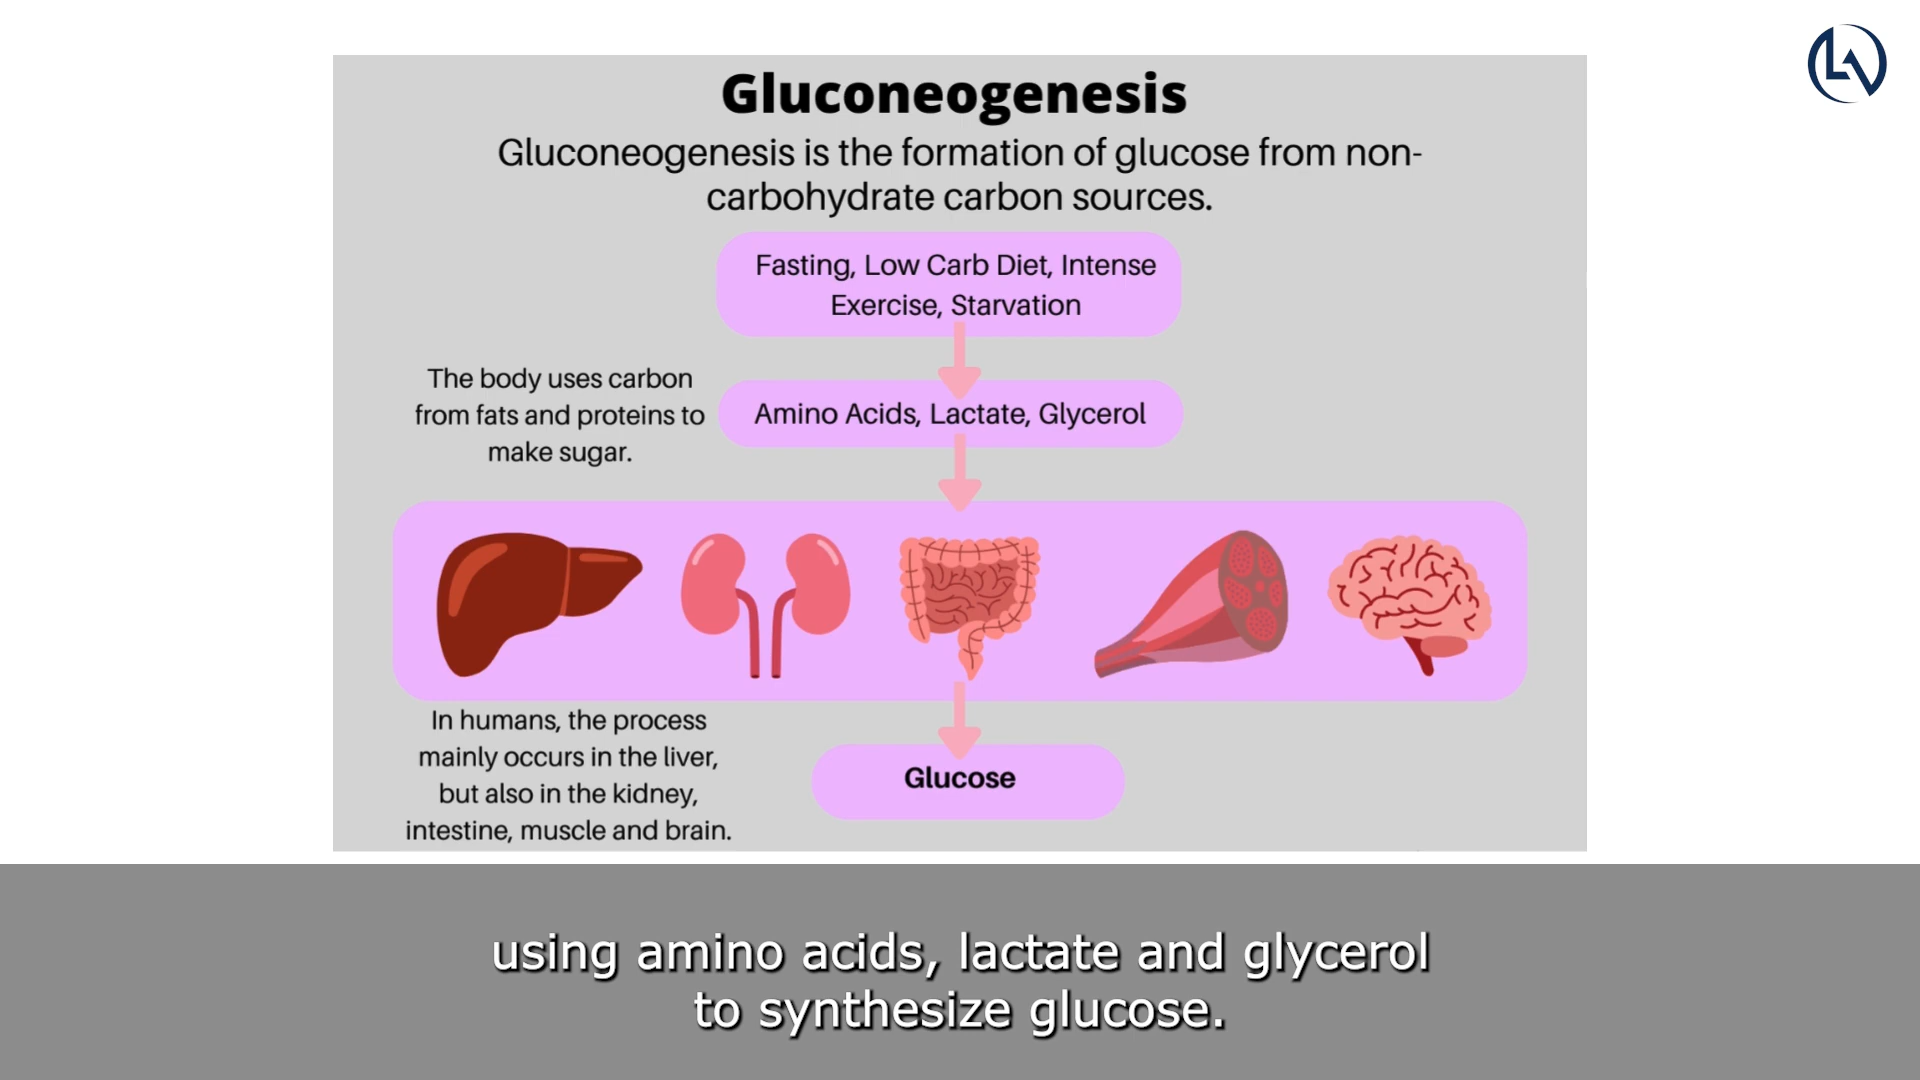 Gluconeogenesis
Gluconeogenesis is the formation of glucose from non-
carbohydrate carbon sources.
Fasting, Low Carb Diet, Intense
Exercise, Starvation
The body uses carbon
from fats and proteins to
make sugar.
Amino Acids, Lactate, Glycerol
In humans, the process
mainly occurs in the liver,
but also in the kidney,
intestine, muscle and brain.
Glucose
using amino acids, lactate and glycerol
to synthesize glucose.